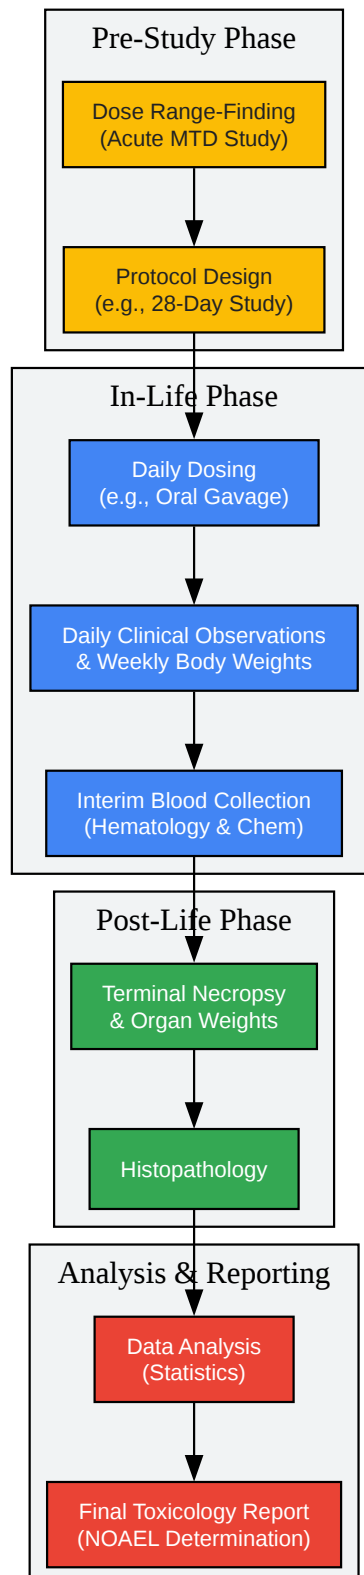 Pre-Study Phase
Dose Range-Finding
(Acute MTD Study)
Protocol Design
(e.g., 28-Day Study)
In-Life Phase
Daily Dosing
(e.g., Oral Gavage)
Daily Clinical Observations
& Weekly Body Weights
Interim Blood Collection
(Hematology & Chem)
Post-Life Phase
Terminal Necropsy
& Organ Weights
Histopathology
Analysis & Reporting
Data Analysis
(Statistics)
Final Toxicology Report
(NOAEL Determination)